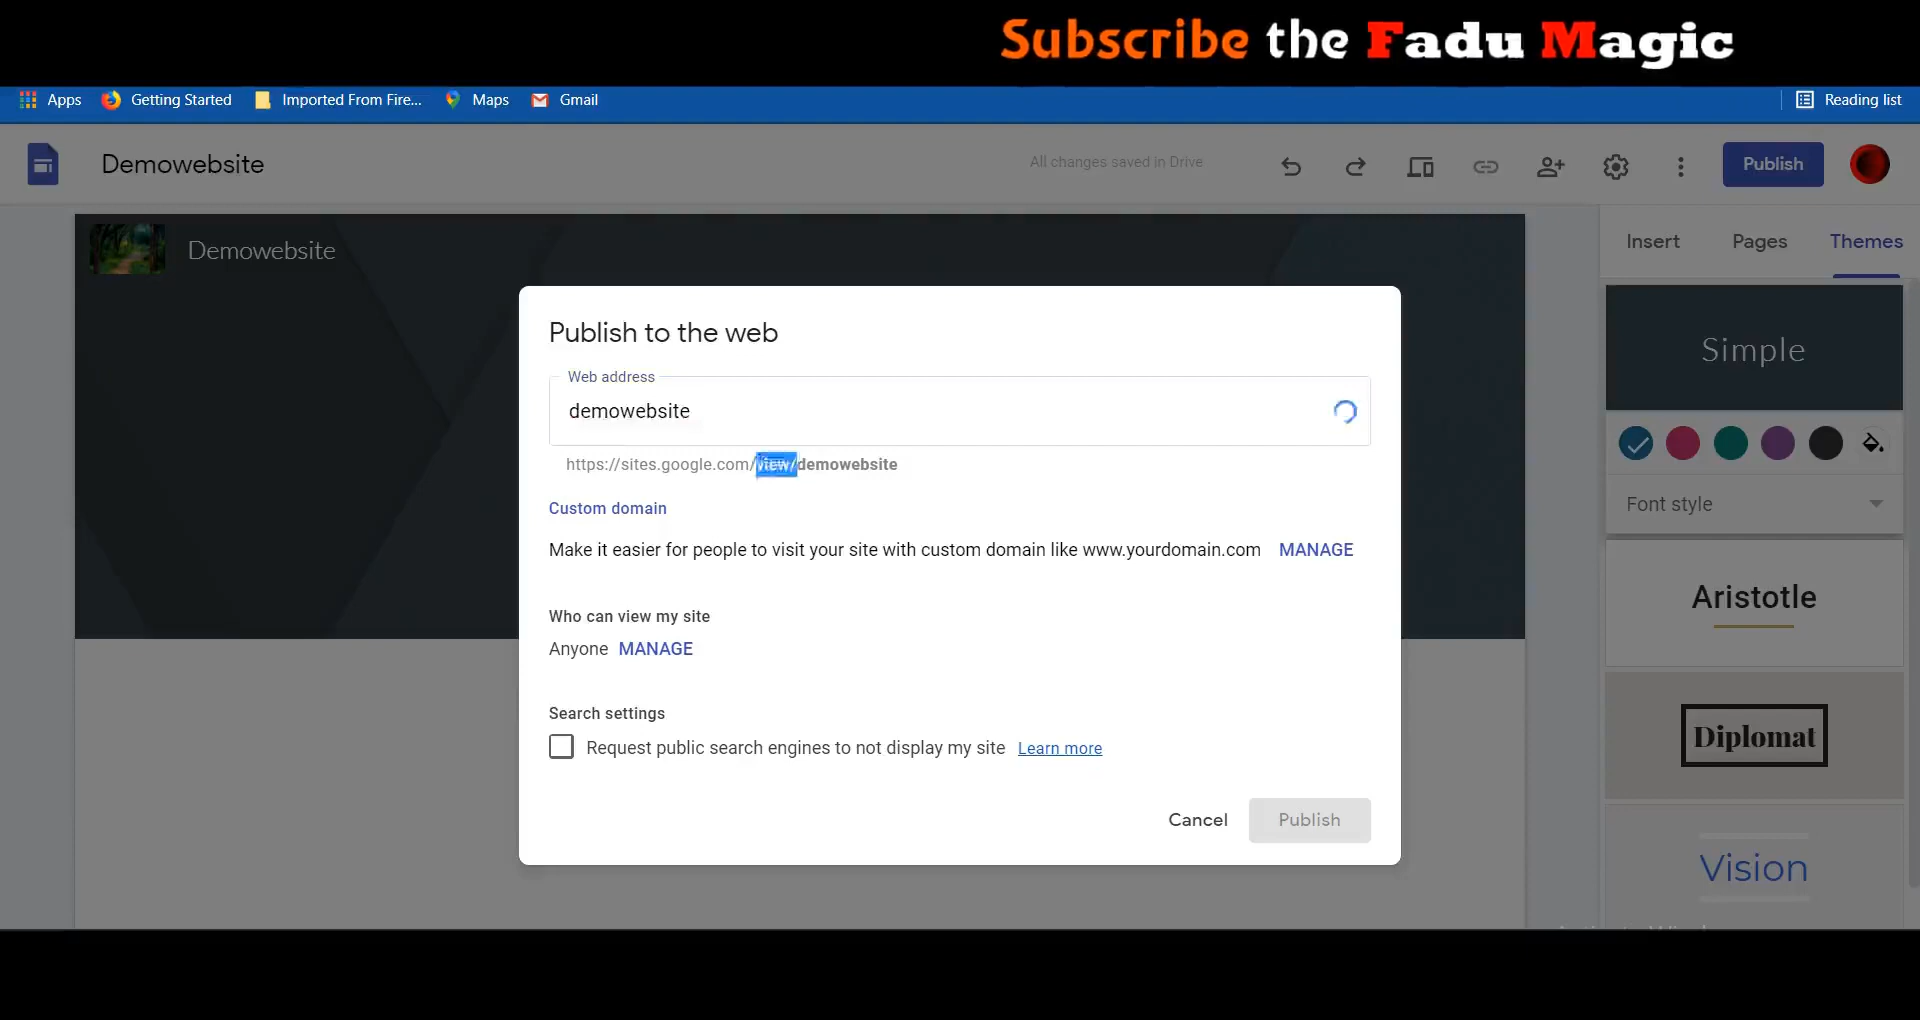 Subscribe the Fadu Magic
Apps Getting Started Imported From Fire... Maps Gmail Reading list
Demowebsite All changes saved in Drive Publish
Demowebsite
Insert Pages Themes
Publish to the web
Web address
demowebsite
https://sites.google.com/view/demowebsite
Custom domain
Make it easier for people to visit your site with custom domain like www.yourdomain.com MANAGE
Who can view my site
Anyone MANAGE
Search settings
Request public search engines to not display my site Learn more
Cancel Publish
Simple
Font style
Aristotle
Diplomat
Vision